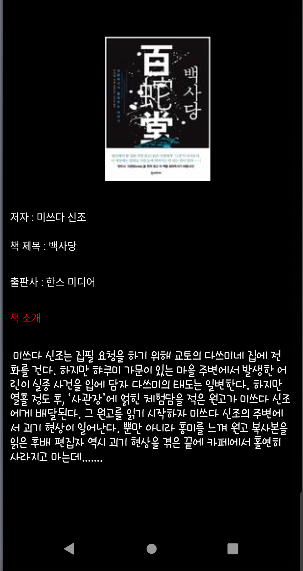 百蛇堂
백사당
저자 : 미쓰다 신조
책 제목 : 백사당
출판사 : 한스 미디어
책 소개
미쓰다 신조는 집필 요청을 하기 위해 교토의 다쓰미네 집에 전
화를 건다. 하지만 햐쿠미 가문이 있는 마을 주변에서 발생한 어
린이 실종 사건을 입에 담자 다쓰미의 태도는 일변한다. 하지만
열흘 정도 후, '사관장'에 얽힌 체험담을 적은 원고가 미쓰다 신조
에게 배달된다. 그 원고를 읽기 시작하자 미쓰다 신조의 주변에
서 괴기 현상이 일어난다. 뿐만 아니라 흥미를 느껴 원고 복사본을
읽은 후배 편집자 역시 괴기 현상을 겪은 끝에 카페에서 홀연히
사라지고 마는데.......